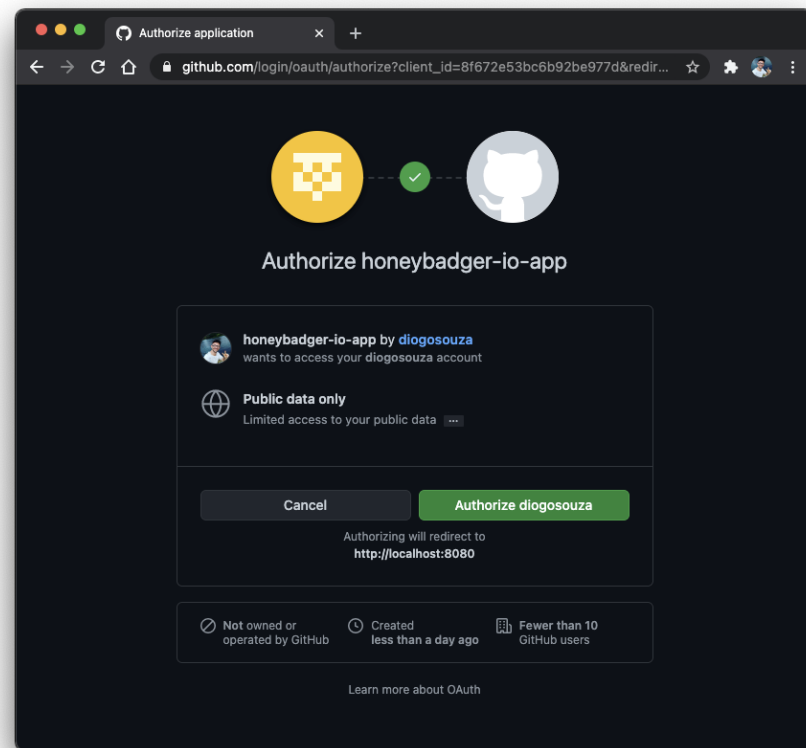 Authorize application
github.com/login/oauth/authorize?client_id=8f672e53bc6b92be977d&redir...
Authorize honeybadger-io-app
honeybadger-io-app by diogosouza
wants to access your diogosouza account
Public data only
Limited access to your public data ...
Cancel
Authorize diogosouza
Authorizing will redirect to
http://localhost:8080
Not owned or
operated by GitHub
Created
less than a day ago
Fewer than 10
GitHub users
Learn more about OAuth